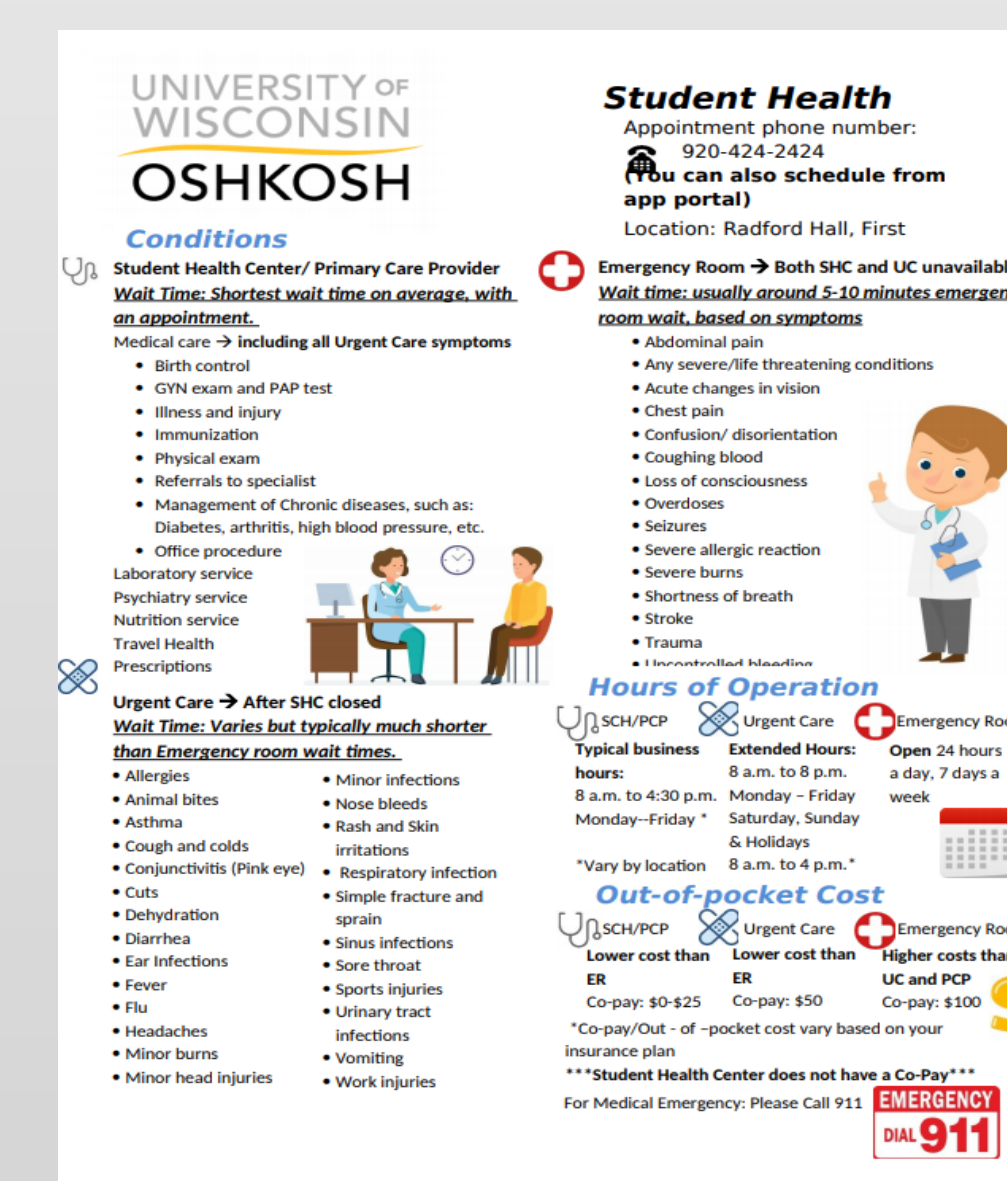 UNIVERSITY OF
WISCONSIN
OSHKOSH
Student Health
Appointment phone number:
920-424-2424
(You can also schedule from
app portal)
Location: Radford Hall, First
Conditions
Student Health Center/ Primary Care Provider
Wait Time: Shortest wait time on average, with
an appointment.
Medical care → including all Urgent Care symptoms
• Birth control
• GYN exam and PAP test
• Illness and injury
• Immunization
• Physical exam
• Referrals to specialist
• Management of Chronic diseases, such as:
Diabetes, arthritis, high blood pressure, etc.
• Office procedure
Laboratory service
Psychiatry service
Nutrition service
Travel Health
Prescriptions
Urgent Care → After SHC closed
Wait Time: Varies but typically much shorter
than Emergency room wait times.
• Allergies
• Animal bites
• Asthma
• Cough and colds
• Conjunctivitis (Pink eye)
• Cuts
• Dehydration
• Diarrhea
• Ear Infections
• Fever
• Flu
• Headaches
• Minor burns
• Minor head injuries
• Minor infections
• Nose bleeds
• Rash and Skin
irritations
• Respiratory infection
• Simple fracture and
sprain
• Sinus infections
• Sore throat
• Sports injuries
• Urinary tract
infections
• Vomiting
• Work injuries
Emergency Room → Both SHC and UC
Wait time: usually around 5-10 minutes
room wait, based on symptoms
• Abdominal pain
• Any severe/life threatening conditions
• Acute changes in vision
• Chest pain
• Confusion/ disorientation
• Coughing blood
• Loss of consciousness
• Overdoses
• Seizures
• Severe allergic reaction
• Severe burns
• Shortness of breath
• Stroke
• Trauma
• Uncontrolled bleeding
Hours of Operation
SCH/PCP
Urgent Care
Emergency
Typical business
hours:
8 a.m. to 4:30 p.m.
Monday--Friday *
*Vary by location
Extended Hours:
8 a.m. to 8 p.m.
Monday – Friday
Saturday, Sunday
& Holidays
8 a.m. to 4 p.m.*
Open 24 hours
a day, 7 days a
week
Out-of-pocket Cost
SCH/PCP
Urgent Care
Emergency
Lower cost than
ER
Co-pay: $0-$25
Lower cost than
ER
Co-pay: $50
Higher costs
UC and PCP
Co-pay: $100
*Co-pay/Out - of –pocket cost vary based on your
insurance plan
***Student Health Center does not have a Co-Pay***
For Medical Emergency: Please Call 911
EMERGENCY
DIAL 911